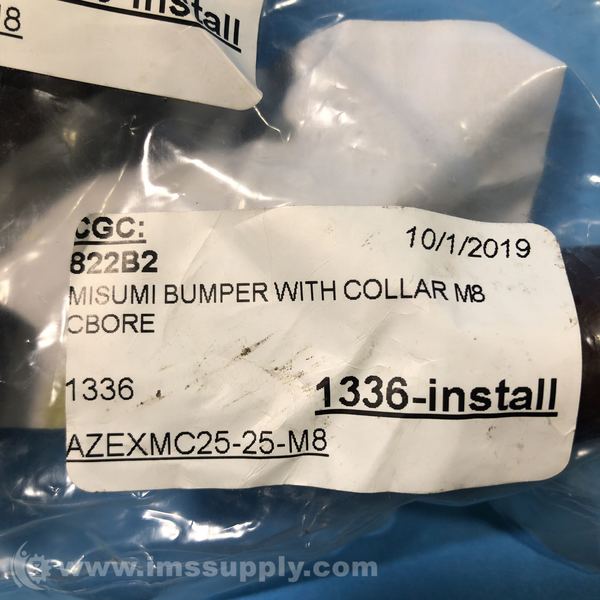 install
8
CGC:
10/1/2019
822B2
MISUMI BUMPER WITH COLLAR M8
CBORE
1336
1336-install
AZEXMC25-25-M8
www.imssupply.com